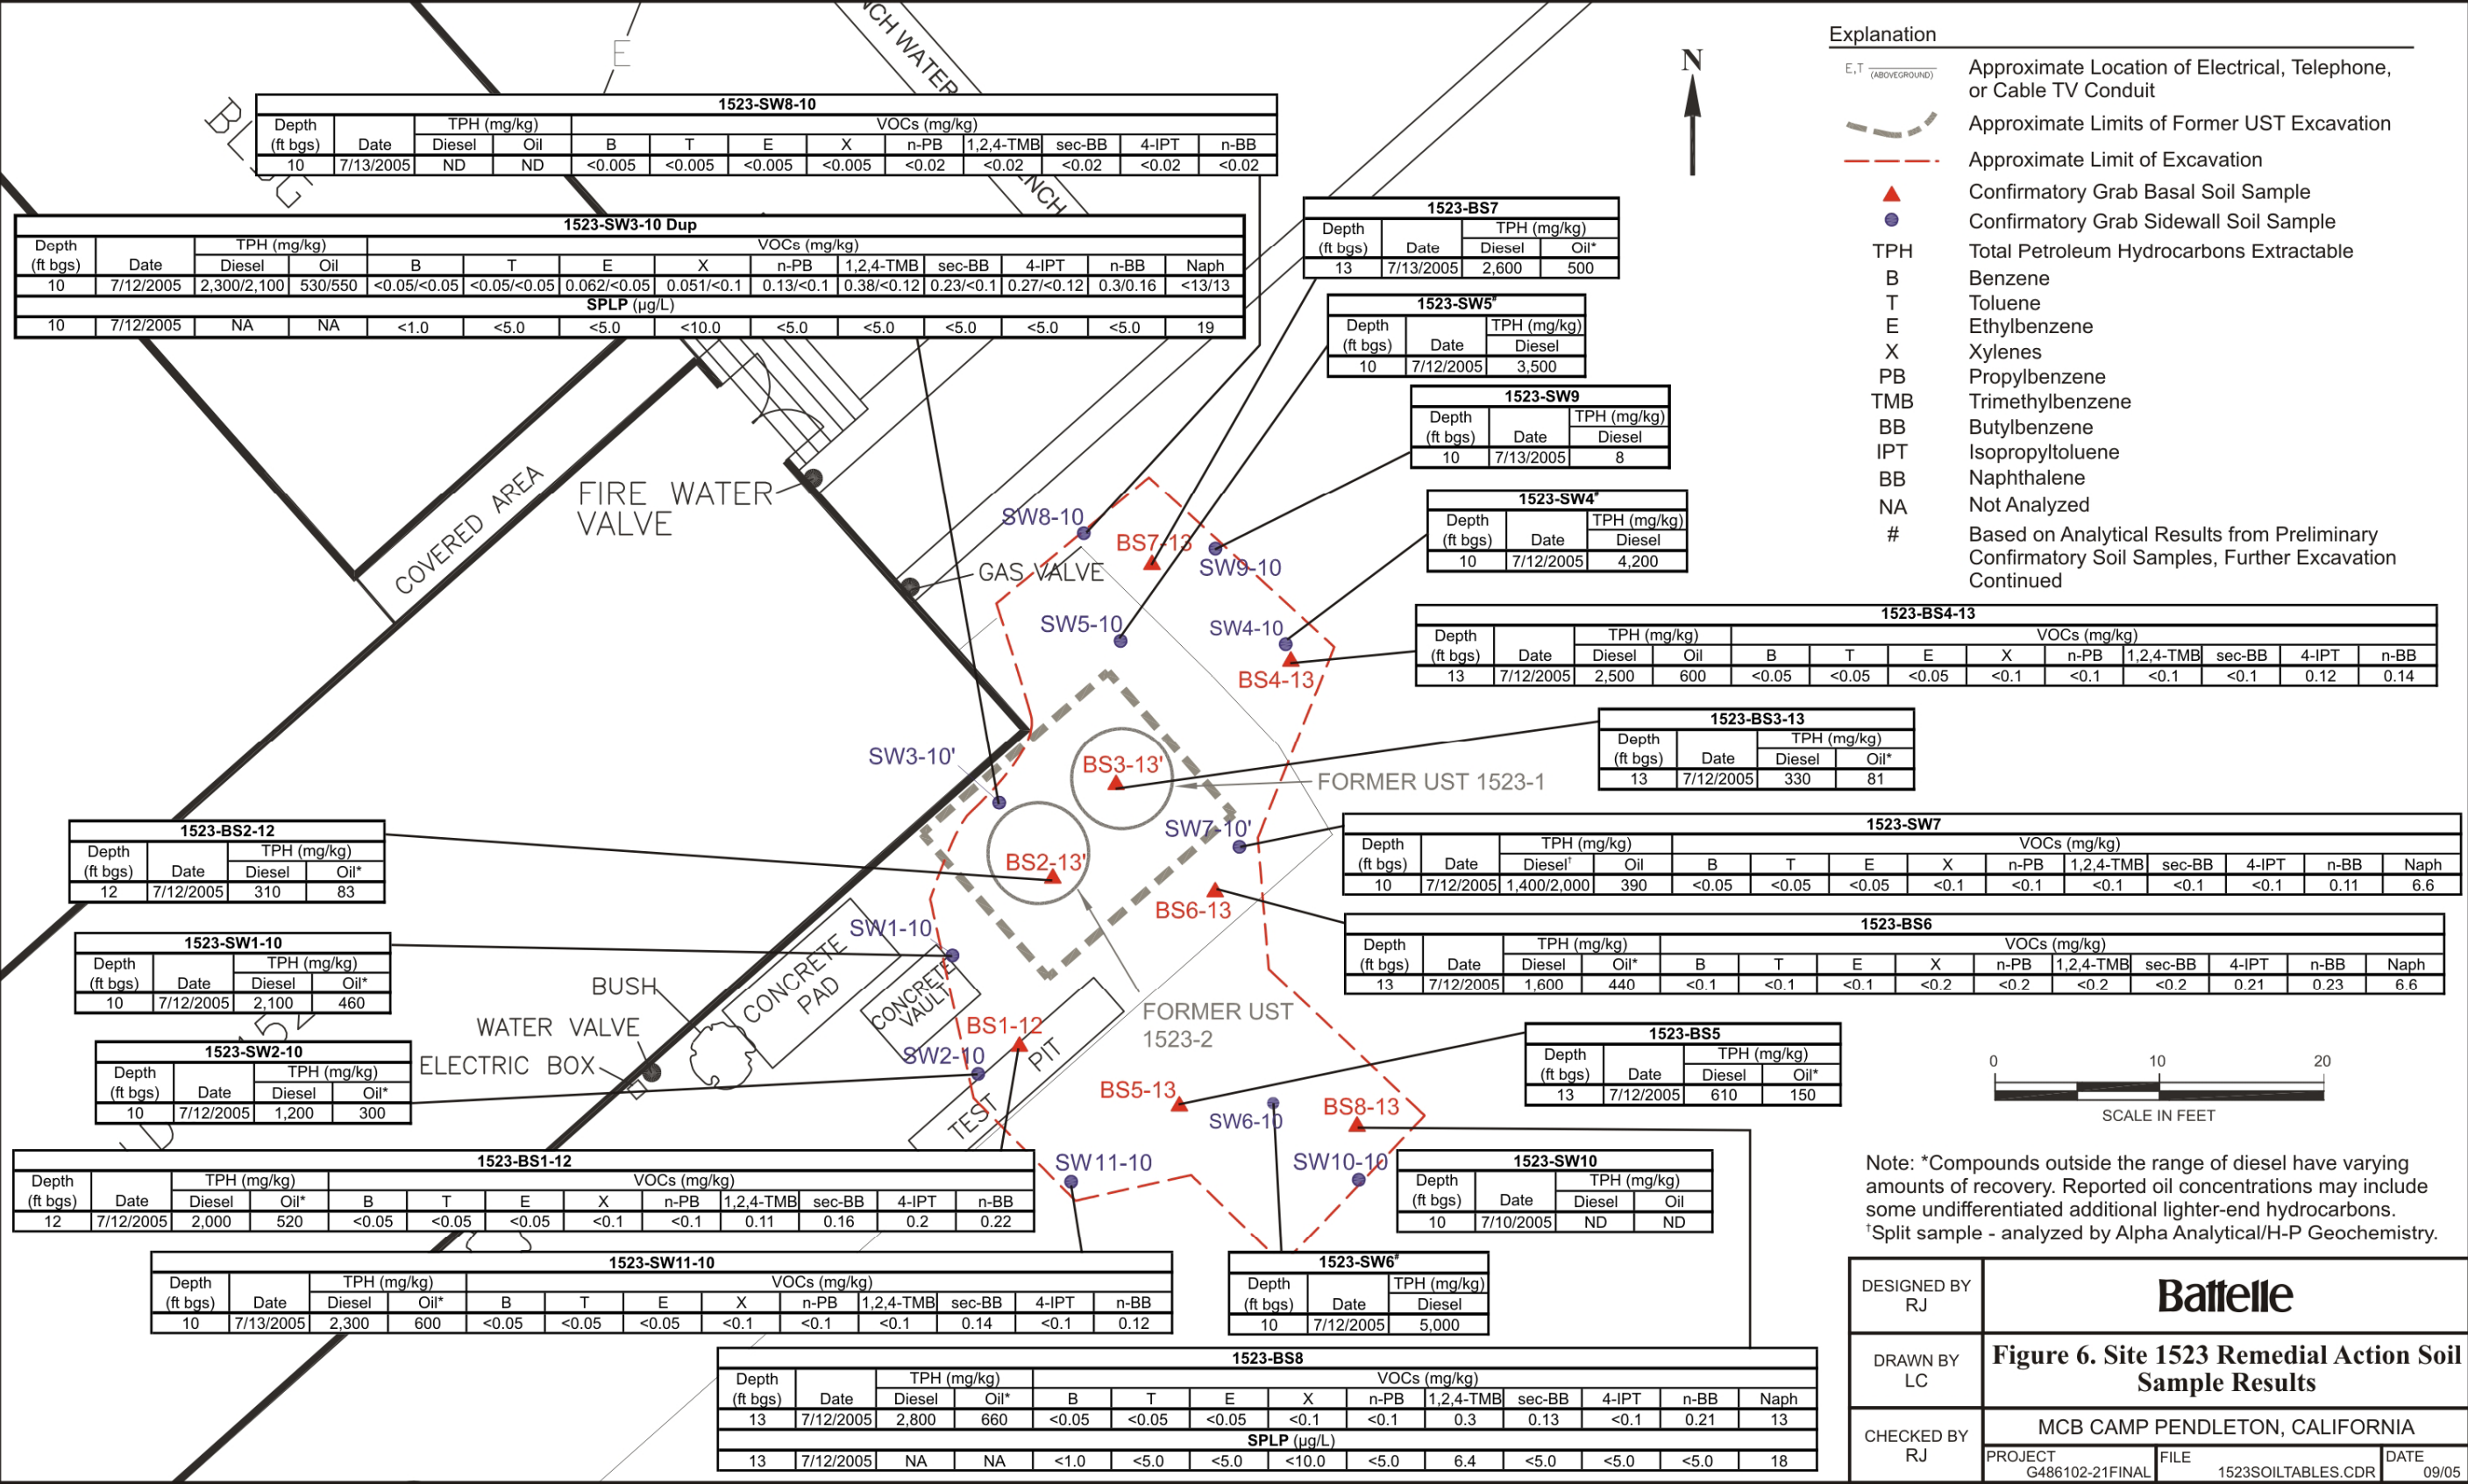 E
NCH WATER
NCH
BLDG
1523-SW8-10
Depth (ft bgs) Date TPH (mg/kg) VOCs (mg/kg)
Diesel Oil B T E X n-PB 1,2,4-TMB sec-BB 4-IPT n-BB
10 7/13/2005 ND ND <0.005 <0.005 <0.005 <0.005 <0.02 <0.02 <0.02 <0.02 <0.02
1523-SW3-10 Dup
Depth (ft bgs) Date TPH (mg/kg) VOCs (mg/kg)
Diesel Oil B T E X n-PB 1,2,4-TMB sec-BB 4-IPT n-BB Naph
10 7/12/2005 2,300/2,100 530/550 <0.05/<0.05 <0.05/<0.05 0.062/<0.05 0.051/<0.1 0.13/<0.1 0.38/<0.12 0.23/<0.1 0.27/<0.12 0.3/0.16 <13/13
SPLP (µg/L)
10 7/12/2005 NA NA <1.0 <5.0 <5.0 <10.0 <5.0 <5.0 <5.0 <5.0 <5.0 19
1523-BS7
Depth (ft bgs) Date TPH (mg/kg)
Diesel Oil*
13 7/13/2005 2,600 500
1523-SW5#
Depth (ft bgs) Date TPH (mg/kg)
Diesel
10 7/12/2005 3,500
1523-SW9
Depth (ft bgs) Date TPH (mg/kg)
Diesel
10 7/13/2005 8
1523-SW4#
Depth (ft bgs) Date TPH (mg/kg)
Diesel
10 7/12/2005 4,200
1523-BS4-13
Depth (ft bgs) Date TPH (mg/kg) VOCs (mg/kg)
Diesel Oil B T E X n-PB 1,2,4-TMB sec-BB 4-IPT n-BB
13 7/12/2005 2,500 600 <0.05 <0.05 <0.05 <0.1 <0.1 <0.1 <0.1 0.12 0.14
1523-BS3-13
Depth (ft bgs) Date TPH (mg/kg)
Diesel Oil*
13 7/12/2005 330 81
1523-SW7
Depth (ft bgs) Date TPH (mg/kg) VOCs (mg/kg)
Diesel† Oil B T E X n-PB 1,2,4-TMB sec-BB 4-IPT n-BB Naph
10 7/12/2005 1,400/2,000 390 <0.05 <0.05 <0.05 <0.1 <0.1 <0.1 <0.1 <0.1 0.11 6.6
1523-BS6
Depth (ft bgs) Date TPH (mg/kg) VOCs (mg/kg)
Diesel Oil* B T E X n-PB 1,2,4-TMB sec-BB 4-IPT n-BB Naph
13 7/12/2005 1,600 440 <0.1 <0.1 <0.1 <0.2 <0.2 <0.2 <0.2 0.21 0.23 6.6
1523-BS5
Depth (ft bgs) Date TPH (mg/kg)
Diesel Oil*
13 7/12/2005 610 150
1523-SW10
Depth (ft bgs) Date TPH (mg/kg)
Diesel Oil
10 7/10/2005 ND ND
1523-SW6#
Depth (ft bgs) Date TPH (mg/kg)
Diesel
10 7/12/2005 5,000
1523-BS8
Depth (ft bgs) Date TPH (mg/kg) VOCs (mg/kg)
Diesel Oil* B T E X n-PB 1,2,4-TMB sec-BB 4-IPT n-BB Naph
13 7/12/2005 2,800 660 <0.05 <0.05 <0.05 <0.1 <0.1 0.3 0.13 <0.1 0.21 13
SPLP (µg/L)
13 7/12/2005 NA NA <1.0 <5.0 <5.0 <10.0 <5.0 6.4 <5.0 <5.0 <5.0 18
1523-BS2-12
Depth (ft bgs) Date TPH (mg/kg)
Diesel Oil*
12 7/12/2005 310 83
1523-SW1-10
Depth (ft bgs) Date TPH (mg/kg)
Diesel Oil*
10 7/12/2005 2,100 460
1523-SW2-10
Depth (ft bgs) Date TPH (mg/kg)
Diesel Oil*
10 7/12/2005 1,200 300
1523-BS1-12
Depth (ft bgs) Date TPH (mg/kg) VOCs (mg/kg)
Diesel Oil* B T E X n-PB 1,2,4-TMB sec-BB 4-IPT n-BB
12 7/12/2005 2,000 520 <0.05 <0.05 <0.05 <0.1 <0.1 0.11 0.16 0.2 0.22
1523-SW11-10
Depth (ft bgs) Date TPH (mg/kg) VOCs (mg/kg)
Diesel Oil* B T E X n-PB 1,2,4-TMB sec-BB 4-IPT n-BB
10 7/13/2005 2,300 600 <0.05 <0.05 <0.05 <0.1 <0.1 <0.1 0.14 <0.1 0.12
COVERED AREA
FIRE WATER
VALVE
GAS VALVE
SW8-10
BS7-13
SW9-10
SW5-10
SW4-10
BS4-13
SW3-10'
BS3-13'
FORMER UST 1523-1
SW7-10'
BS2-13'
BS6-13
SW1-10
CONCRETE
PAD
CONCRETE
VAULT
BUSH
WATER VALVE
ELECTRIC BOX
FORMER UST
1523-2
BS1-12
SW2-10
TEST PIT
BS5-13
SW6-10
BS8-13
SW11-10
SW10-10
N
Explanation
E,T (ABOVEGROUND) Approximate Location of Electrical, Telephone,
or Cable TV Conduit
Approximate Limits of Former UST Excavation
Approximate Limit of Excavation
Confirmatory Grab Basal Soil Sample
Confirmatory Grab Sidewall Soil Sample
TPH Total Petroleum Hydrocarbons Extractable
B Benzene
T Toluene
E Ethylbenzene
X Xylenes
PB Propylbenzene
TMB Trimethylbenzene
BB Butylbenzene
IPT Isopropyltoluene
BB Naphthalene
NA Not Analyzed
# Based on Analytical Results from Preliminary
Confirmatory Soil Samples, Further Excavation
Continued
0 10 20
SCALE IN FEET
Note: *Compounds outside the range of diesel have varying
amounts of recovery. Reported oil concentrations may include
some undifferentiated additional lighter-end hydrocarbons.
†Split sample - analyzed by Alpha Analytical/H-P Geochemistry.
DESIGNED BY
RJ
Battelle
DRAWN BY
LC
Figure 6. Site 1523 Remedial Action Soil
Sample Results
CHECKED BY
RJ
MCB CAMP PENDLETON, CALIFORNIA
PROJECT
G486102-21FINAL
FILE
1523SOILTABLES.CDR
DATE
09/05